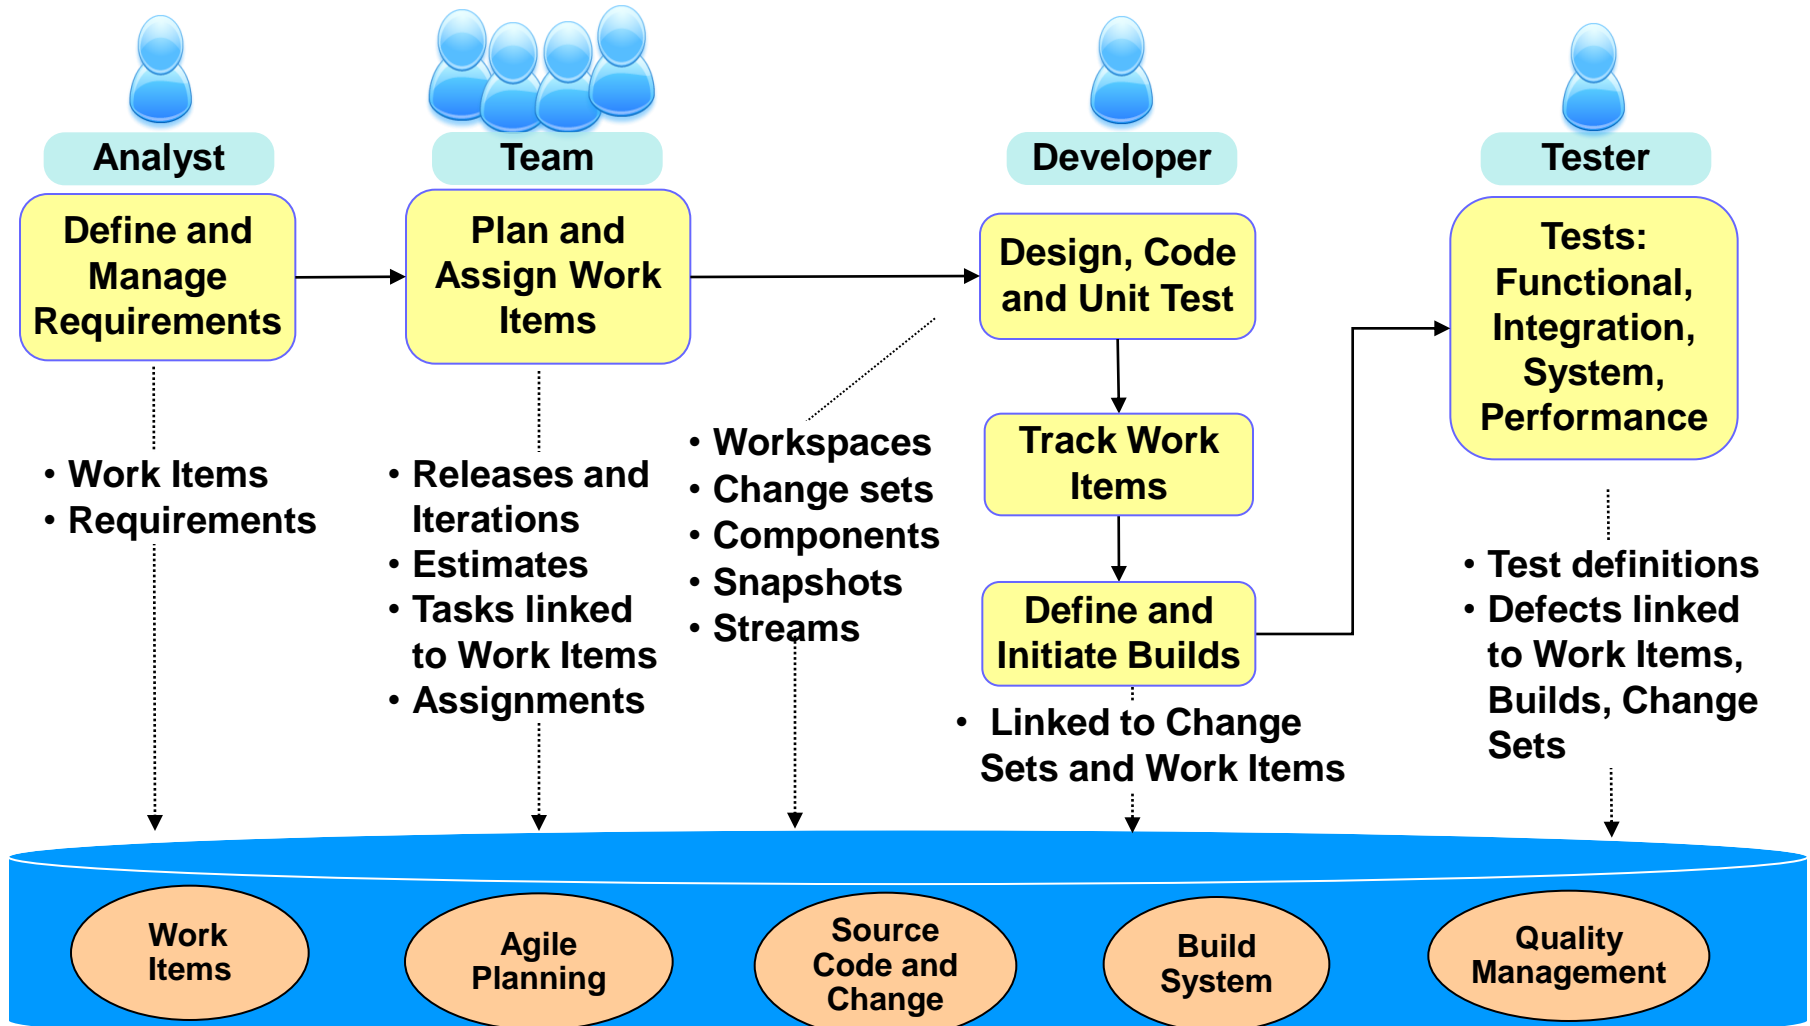 Analyst
Define and
Manage
Requirements
• Work Items
• Requirements
Team
Plan and
Assign Work
Items
• Releases and
Iterations
• Estimates
• Tasks linked
to Work Items
• Assignments
• Workspaces
• Change sets
• Components
• Snapshots
• Streams
Developer
Design, Code
and Unit Test
Track Work
Items
Define and
Initiate Builds
• Linked to Change
Sets and Work Items
Tester
Tests:
Functional,
Integration,
System,
Performance
• Test definitions
• Defects linked
to Work Items,
Builds, Change
Sets
Work
Items
Agile
Planning
Source
Code and
Change
Build
System
Quality
Management